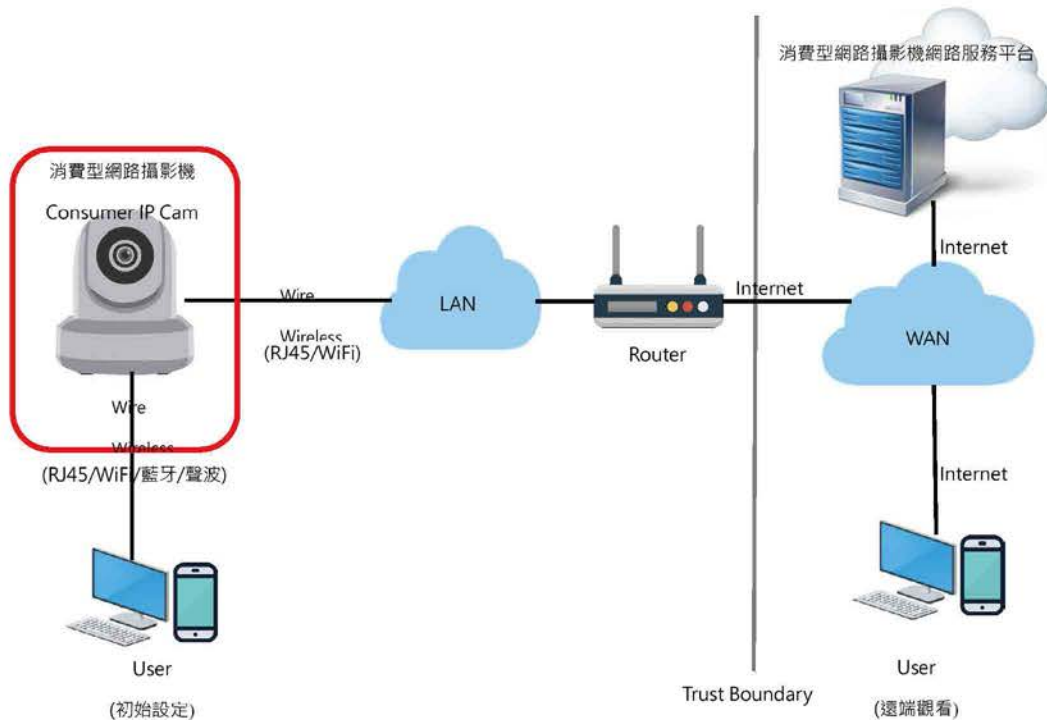 消費型網路攝影機網路服務平台
消費型網路攝影機
Consumer IP Cam
Internet
Wire
LAN
Internet
Wireless
(RJ45/WiFi)
Router
WAN
Wire
Wireless
(RJ45/WiFi/藍牙/聲波)
Internet
User
(初始設定)
Trust Boundary
User
(遠端觀看)